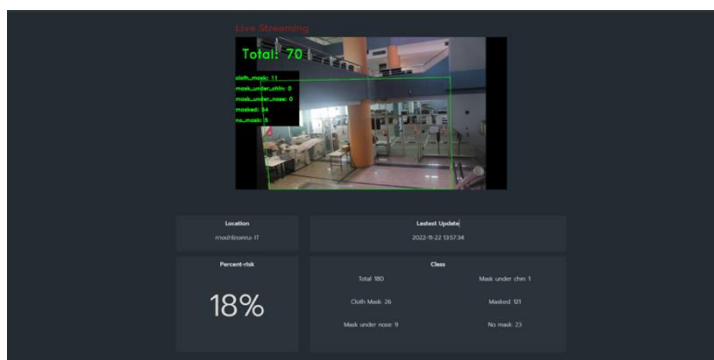 Live Streaming
Total: 70
cloth_mask: 11
mask_under_chin: 0
mask_under_nose: 0
masked: 54
no_mask: 5
Location
Lastest Update
IT
2022-11-22 13:57:34
Percent-risk
Class
18%
Total 180
Mask under chin 1
Cloth Mask 26
Masked 121
Mask under nose 9
No mask 23